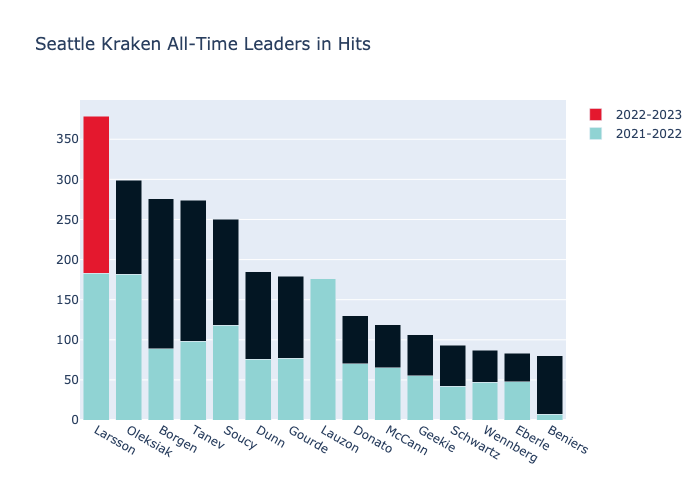 Seattle Kraken All-Time Leaders in Hits
2022-2023
2021-2022
350
300
250
200
150
100
50
0
Larsson
Oleksiak
Borgen
Tanev
Soucy
Dunn
Gourde
Lauzon
Donato
McCann
Geekie
Schwartz
Wennberg
Eberle
Beniers